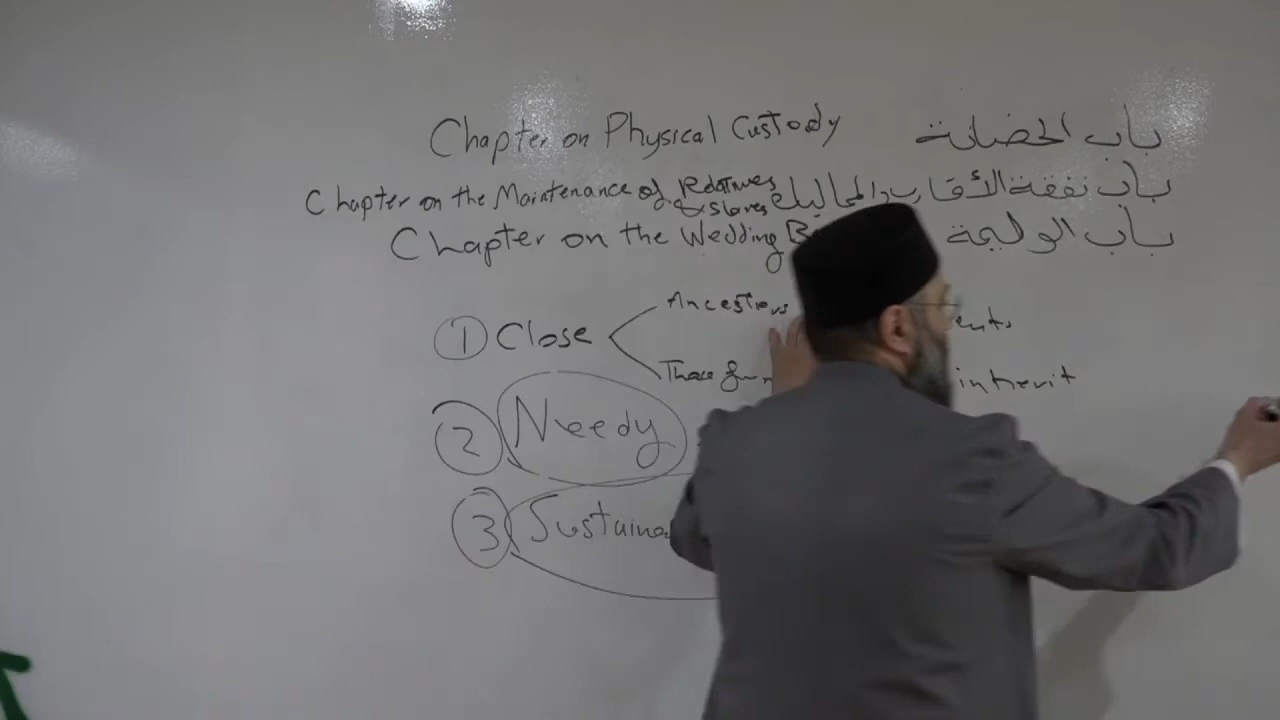 Chapter on Physical Custody باب الحضانة
Chapter on the Maintenance of Relatives & Slaves باب نفقة الأقارب والمماليك
Chapter on the Wedding B باب الوليمة
① Close Ancestors ents
Those inherit
② Needy
③ Sustaina